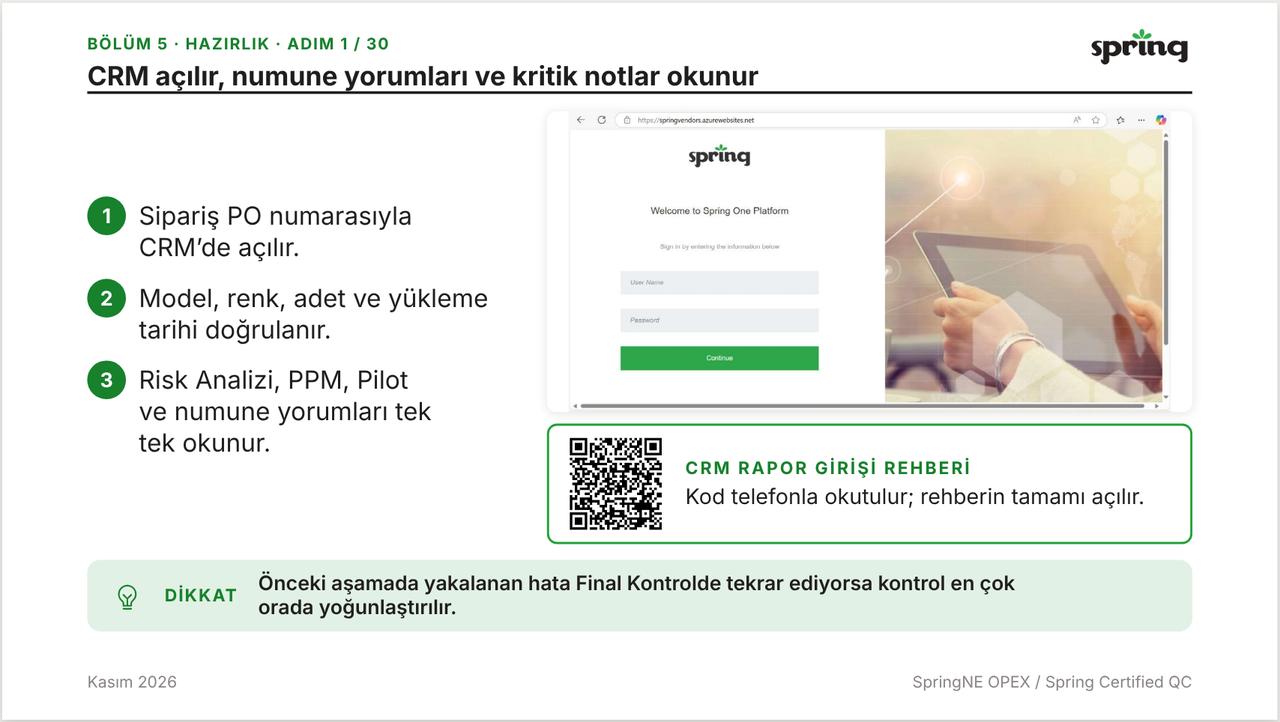 BÖLÜM 5 · HAZIRLIK · ADIM 1 / 30
CRM açılır, numune yorumları ve kritik notlar okunur
spring
1 Sipariş PO numarasıyla
CRM’de açılır.
2 Model, renk, adet ve yükleme
tarihi doğrulanır.
3 Risk Analizi, PPM, Pilot
ve numune yorumları tek
tek okunur.
https://springvendors.azurewebsites.net
spring
Welcome to Spring One Platform
Sign in by entering the information below
User Name
Password
Continue
CRM RAPOR GİRİŞİ REHBERİ
Kod telefonla okutulur; rehberin tamamı açılır.
DİKKAT
Önceki aşamada yakalanan hata Final Kontrolde tekrar ediyorsa kontrol en çok
orada yoğunlaştırılır.
Kasım 2026
SpringNE OPEX / Spring Certified QC